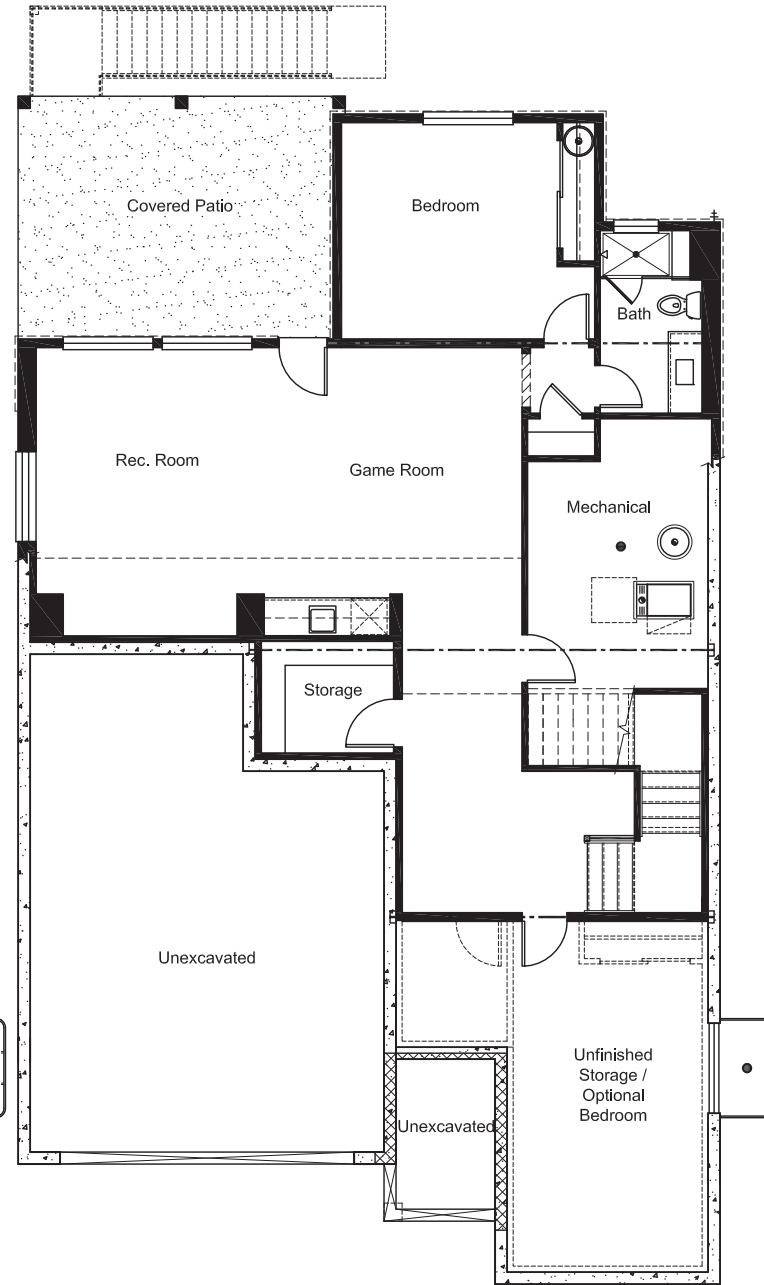 Covered Patio
Bedroom
Bath
Rec. Room
Game Room
Mechanical
Storage
Unexcavated
Unfinished
Storage /
Optional
Bedroom
Unexcavated